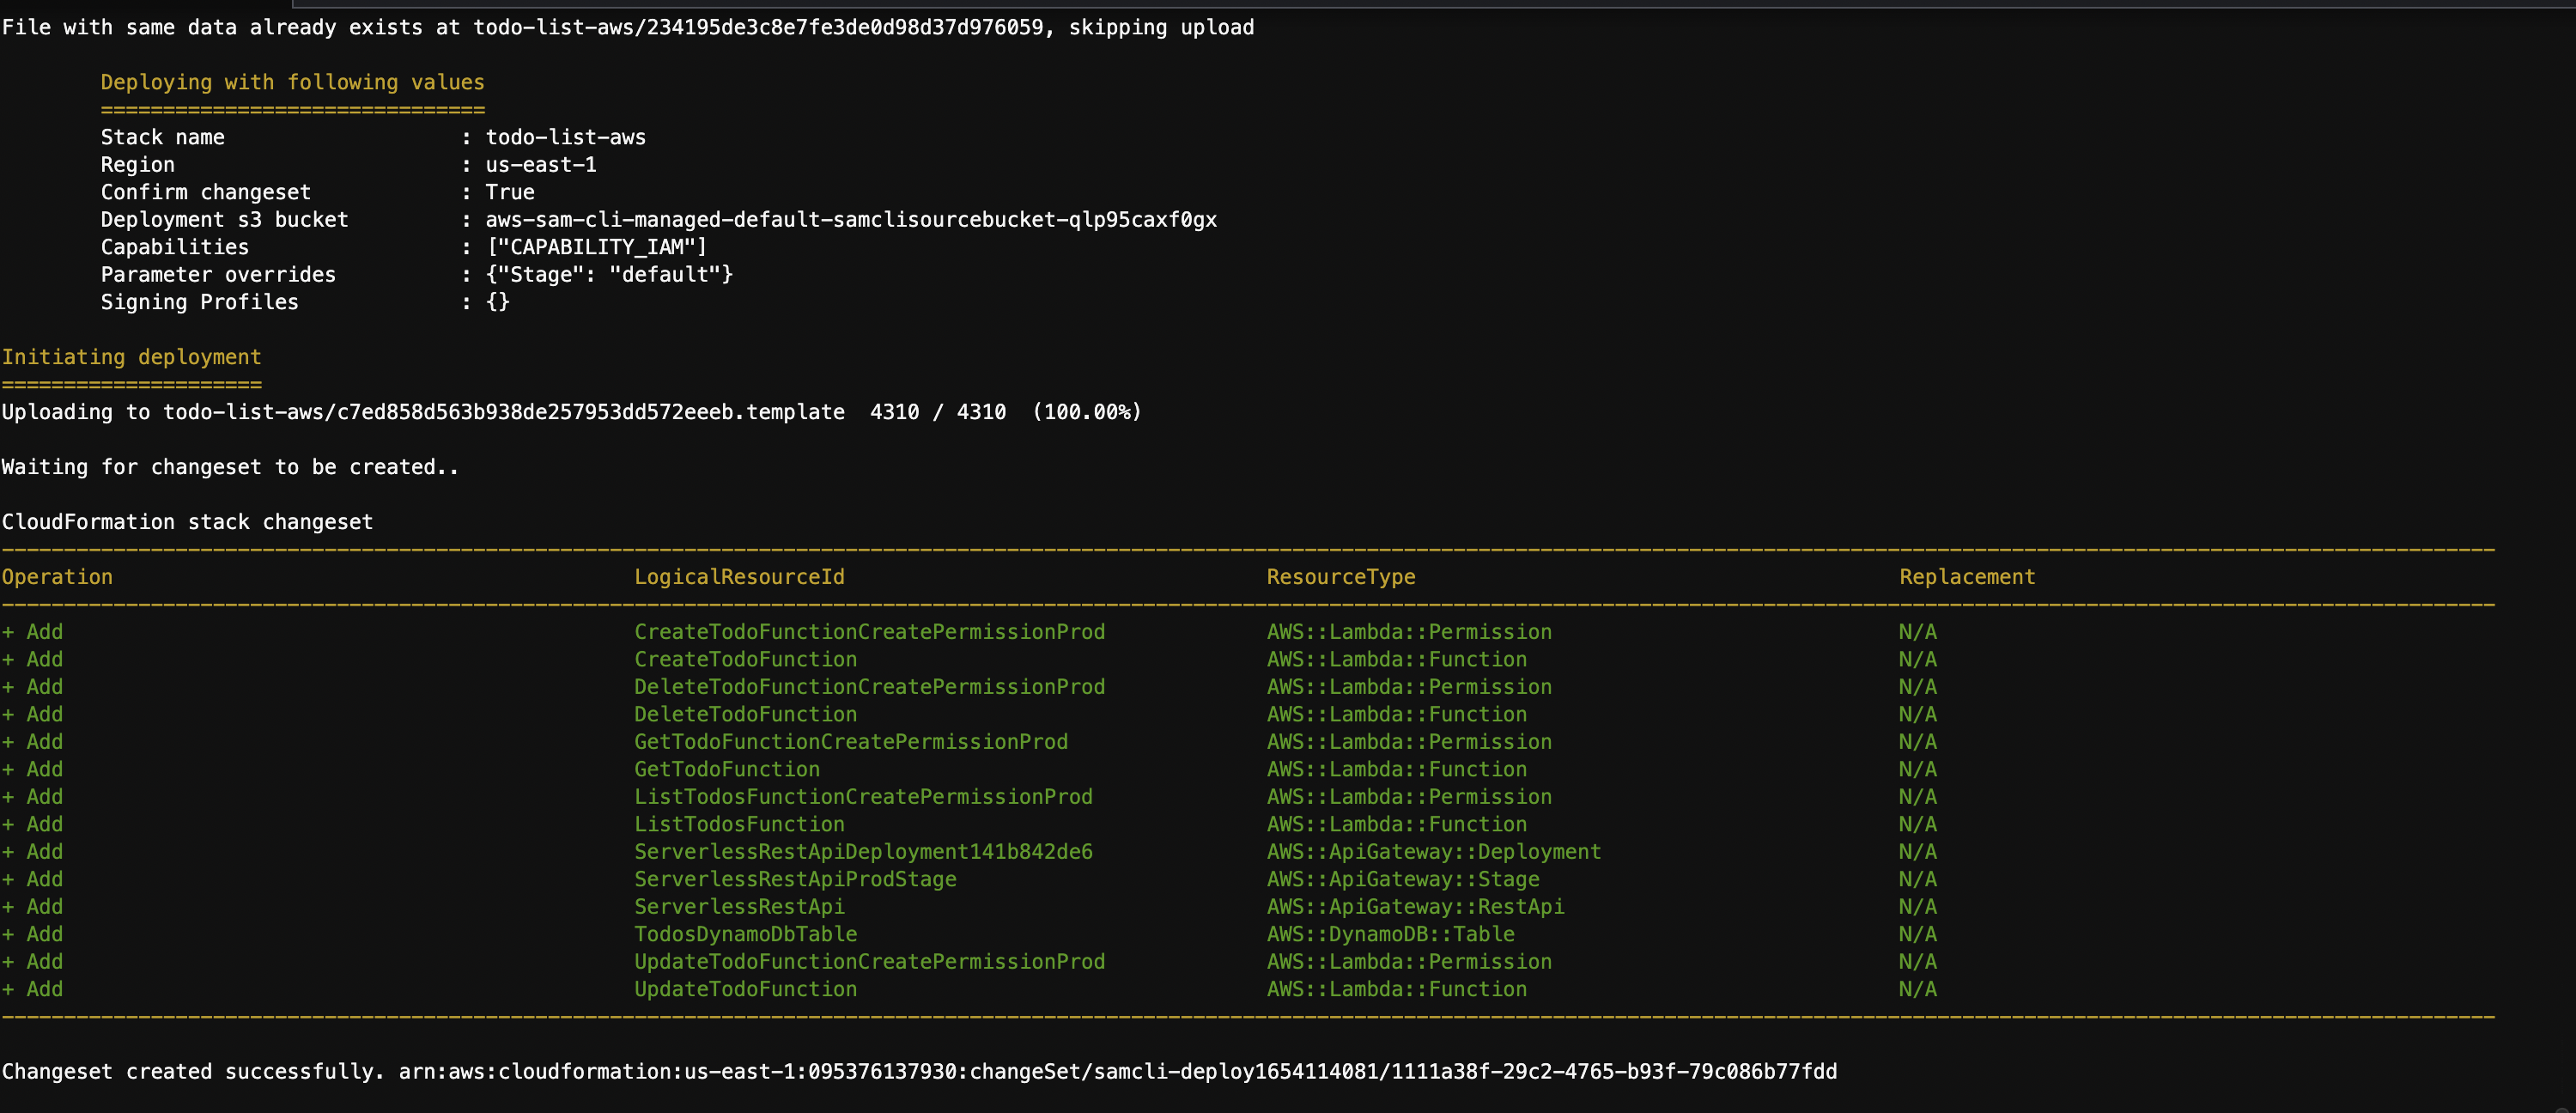 File with same data already exists at todo-list-aws/234195de3c8e7fe3de0d98d37d976059, skipping upload
Deploying with following values
===============================
Stack name                   : todo-list-aws
Region                       : us-east-1
Confirm changeset            : True
Deployment s3 bucket         : aws-sam-cli-managed-default-samclisourcebucket-qlp95caxf0gx
Capabilities                 : ["CAPABILITY_IAM"]
Parameter overrides          : {"Stage": "default"}
Signing Profiles             : {}
Initiating deployment
=====================
Uploading to todo-list-aws/c7ed858d563b938de257953dd572eeeb.template  4310 / 4310  (100.00%)
Waiting for changeset to be created..
CloudFormation stack changeset
Operation LogicalResourceId ResourceType Replacement
+ Add CreateTodoFunctionCreatePermissionProd AWS::Lambda::Permission N/A
+ Add CreateTodoFunction AWS::Lambda::Function N/A
+ Add DeleteTodoFunctionCreatePermissionProd AWS::Lambda::Permission N/A
+ Add DeleteTodoFunction AWS::Lambda::Function N/A
+ Add GetTodoFunctionCreatePermissionProd AWS::Lambda::Permission N/A
+ Add GetTodoFunction AWS::Lambda::Function N/A
+ Add ListTodosFunctionCreatePermissionProd AWS::Lambda::Permission N/A
+ Add ListTodosFunction AWS::Lambda::Function N/A
+ Add ServerlessRestApiDeployment141b842de6 AWS::ApiGateway::Deployment N/A
+ Add ServerlessRestApiProdStage AWS::ApiGateway::Stage N/A
+ Add ServerlessRestApi AWS::ApiGateway::RestApi N/A
+ Add TodosDynamoDbTable AWS::DynamoDB::Table N/A
+ Add UpdateTodoFunctionCreatePermissionProd AWS::Lambda::Permission N/A
+ Add UpdateTodoFunction AWS::Lambda::Function N/A
Changeset created successfully. arn:aws:cloudformation:us-east-1:095376137930:changeSet/samcli-deploy1654114081/1111a38f-29c2-4765-b93f-79c086b77fdd